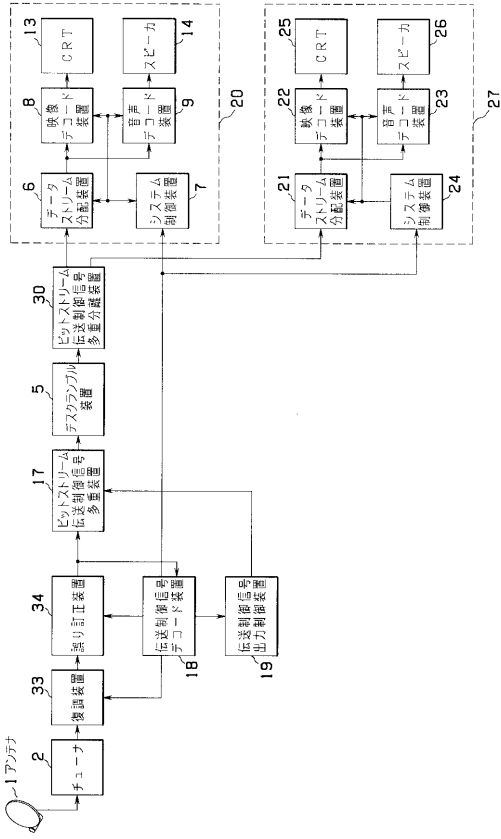 1 アンテナ
2
チューナ
33
復調装置
34
誤り訂正装置
18
伝送制御信号
デコード装置
19
伝送制御信号
出力制御装置
17
ビットストリーム
伝送制御信号
多重装置
5
デスクランブル
装置
30
ビットストリーム
伝送制御信号
多重分離装置
6
データ
ストリーム
分配装置
7
システム
制御装置
8
映像
デコード
装置
9
音声
デコード
装置
13
CRT
14
スピーカ
20
21
データ
ストリーム
分配装置
24
システム
制御装置
22
映像
デコード
装置
23
音声
デコード
装置
25
CRT
26
スピーカ
27